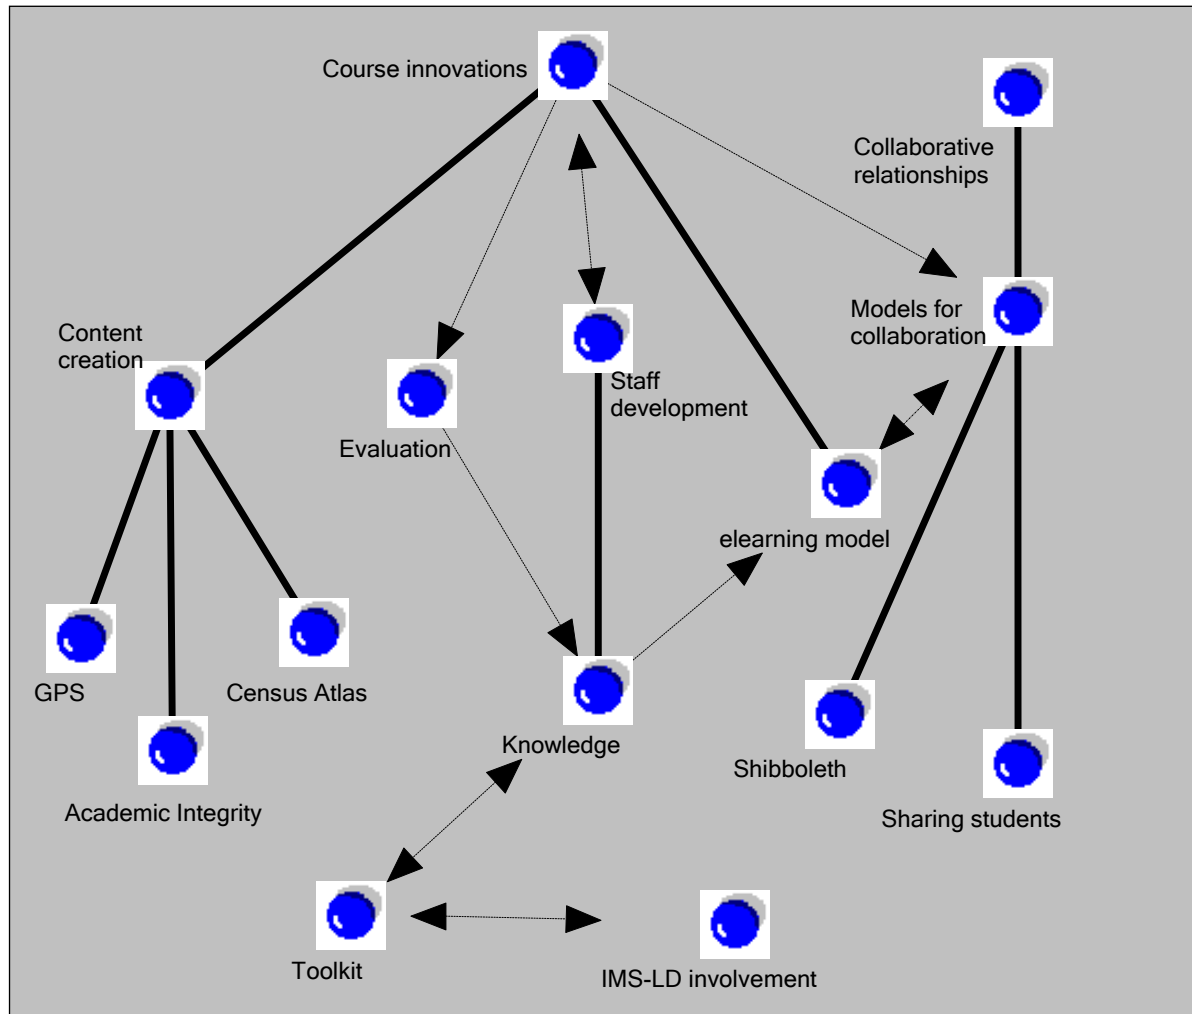 Course innovations
Collaborative
relationships
Content
creation
Models for
collaboration
Staff
development
Evaluation
elearning model
GPS
Census Atlas
Knowledge
Shibboleth
Academic Integrity
Sharing students
Toolkit
IMS-LD involvement